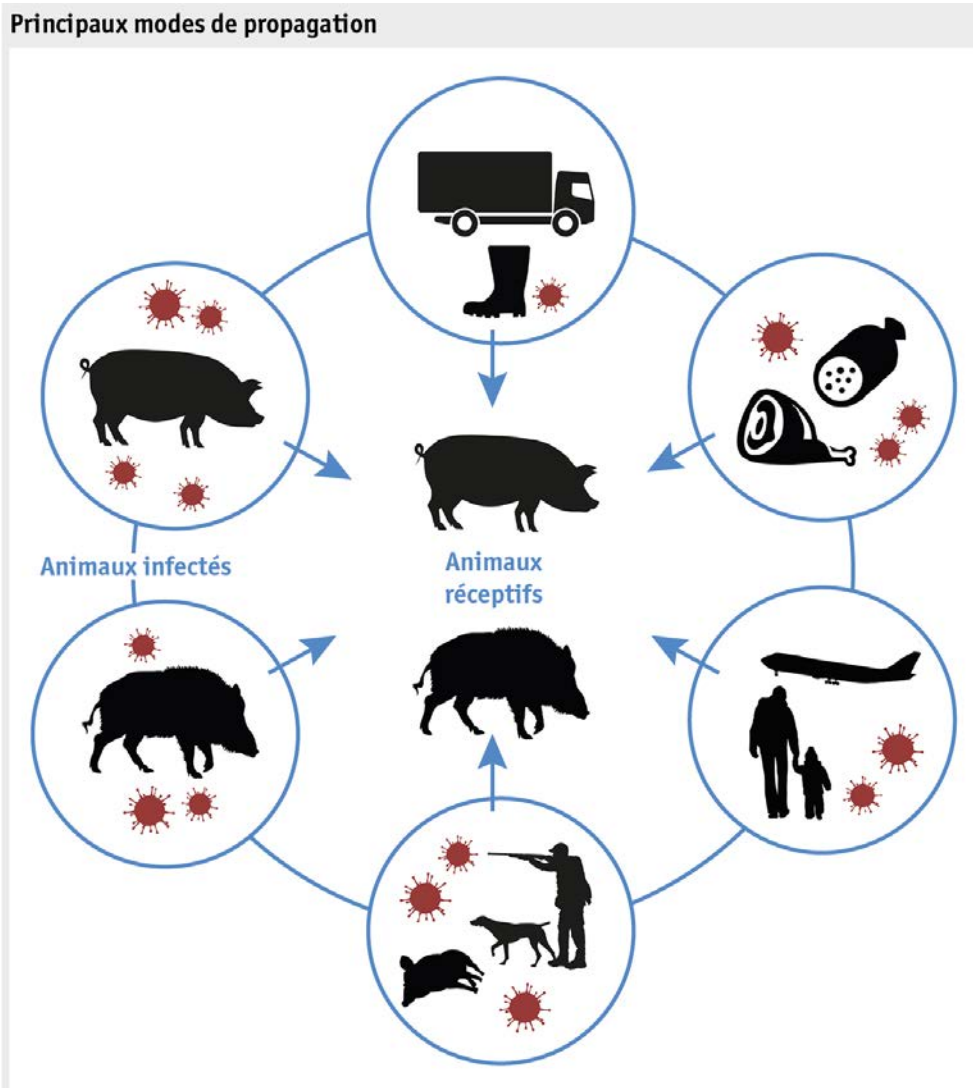 Principaux modes de propagation
Animaux infectés
Animaux
réceptifs